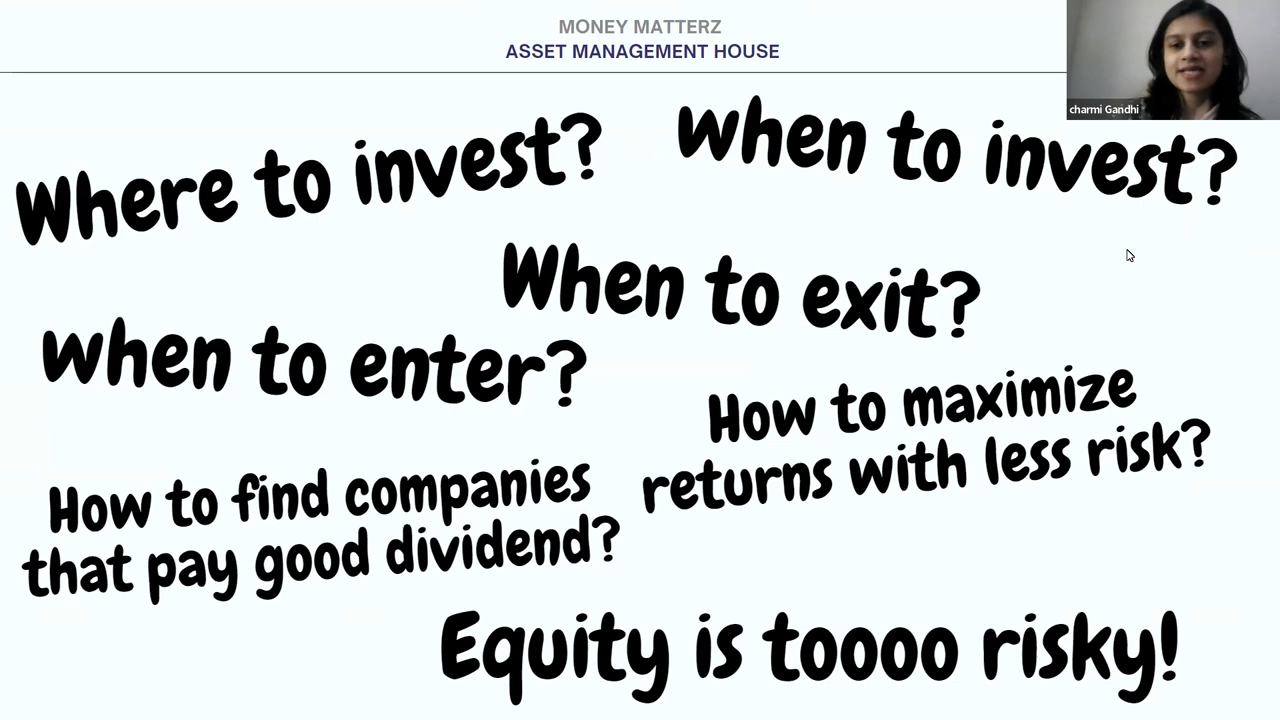 MONEY MATTERZ
ASSET MANAGEMENT HOUSE
charmi Gandhi
Where to invest?
When to invest?
When to exit?
When to enter?
How to maximize
returns with less risk?
How to find companies
that pay good dividend?
Equity is toooo risky!